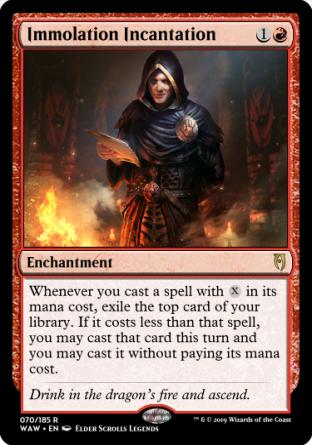 Immolation Incantation 1
Enchantment
Whenever you cast a spell with X in its
mana cost, exile the top card of your
library. If it costs less than that spell,
you may cast that card this turn and
you may cast it without paying its mana
cost.
Drink in the dragon's fire and ascend.
070/185 R
WAW • EN ELDER SCROLLS LEGENDS
™ & © 2019 Wizards of the Coast